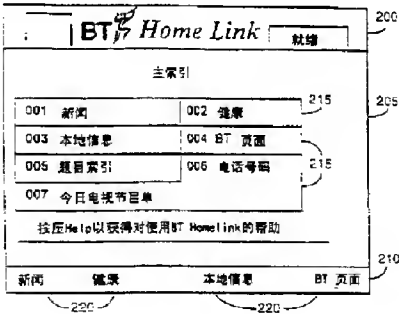 BT Home Link 就绪 200
主索引
001 新闻 002 健康 215
205
003 本地信息 004 BT 页面
005 题目索引 006 电话号码 215
007 今日电视节目单
按压Help以获得对使用BT Homelink的帮助
210
新闻 健康 本地信息 BT 页面
220 220